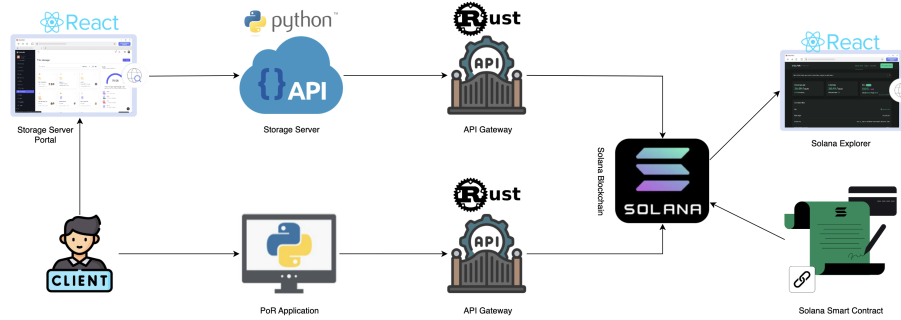 React
python™
Rust
React
API
API
Storage Server
Portal
Storage Server
API Gateway
Solana Explorer
Rust
Solana Blockchain
SOLANA
API
CLIENT
PoR Application
API Gateway
Solana Smart Contract